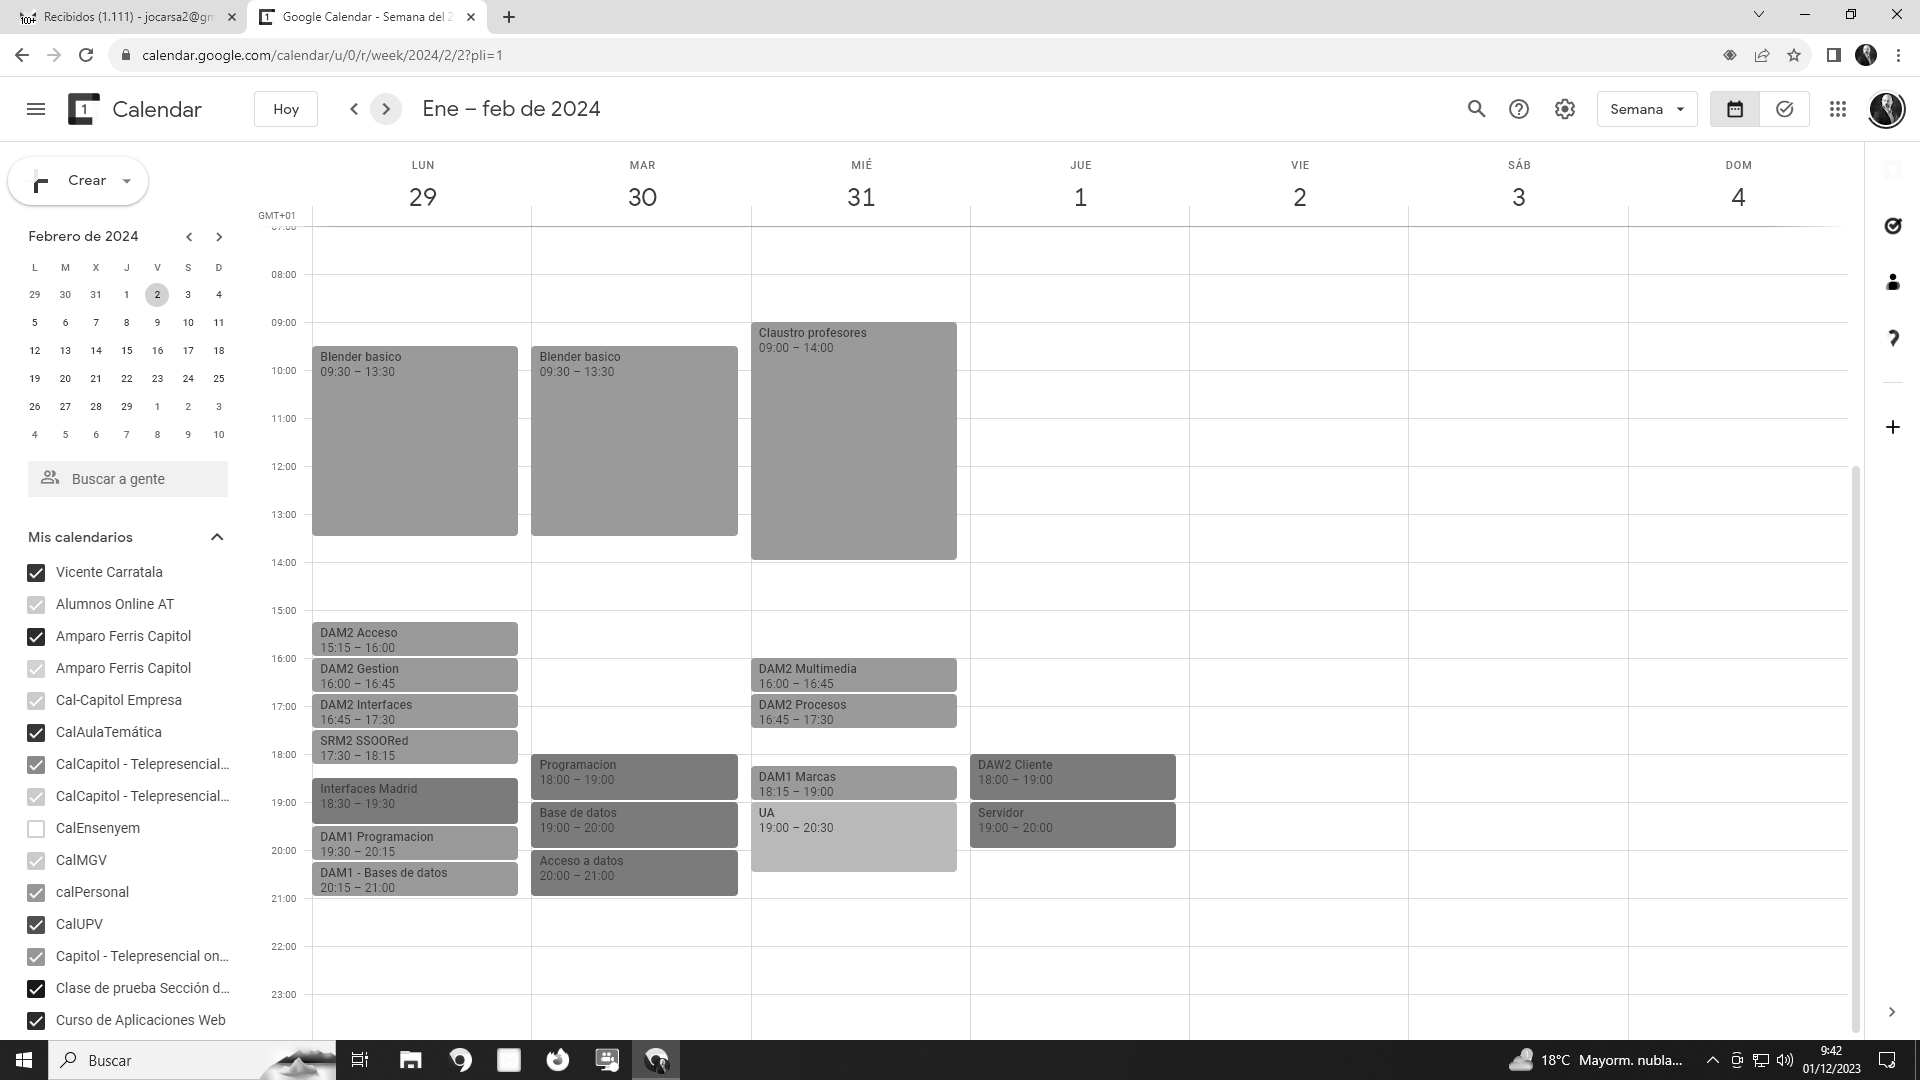 Recibidos (1.111) - jocarsa2@gm
Google Calendar - Semana del 2
calendar.google.com/calendar/u/0/r/week/2024/2/2?pli=1
1 Calendar
Hoy
Ene – feb de 2024
Semana
Crear
Febrero de 2024
L M X J V S D
29 30 31 1 2 3 4
5 6 7 8 9 10 11
12 13 14 15 16 17 18
19 20 21 22 23 24 25
26 27 28 29 1 2 3
4 5 6 7 8 9 10
Buscar a gente
Mis calendarios
Vicente Carratala
Alumnos Online AT
Amparo Ferris Capitol
Amparo Ferris Capitol
Cal-Capitol Empresa
CalAulaTemática
CalCapitol - Telepresencial...
CalCapitol - Telepresencial...
CalEnsenyem
CalMGV
calPersonal
CalUPV
Capitol - Telepresencial on...
Clase de prueba Sección d...
Curso de Aplicaciones Web
GMT+01
LUN MAR MIÉ JUE VIE SÁB DOM
29 30 31 1 2 3 4
07:00
08:00
09:00
10:00
11:00
12:00
13:00
14:00
15:00
16:00
17:00
18:00
19:00
20:00
21:00
22:00
23:00
Blender basico
09:30 – 13:30
DAM2 Acceso
15:15 – 16:00
DAM2 Gestion
16:00 – 16:45
DAM2 Interfaces
16:45 – 17:30
SRM2 SSOORed
17:30 – 18:15
Interfaces Madrid
18:30 – 19:30
DAM1 Programacion
19:30 – 20:15
DAM1 - Bases de datos
20:15 – 21:00
Blender basico
09:30 – 13:30
Programacion
18:00 – 19:00
Base de datos
19:00 – 20:00
Acceso a datos
20:00 – 21:00
Claustro profesores
09:00 – 14:00
DAM2 Multimedia
16:00 – 16:45
DAM2 Procesos
16:45 – 17:30
DAM1 Marcas
18:15 – 19:00
UA
19:00 – 20:30
DAW2 Cliente
18:00 – 19:00
Servidor
19:00 – 20:00
Buscar
18°C Mayorm. nubla...
9:42
01/12/2023